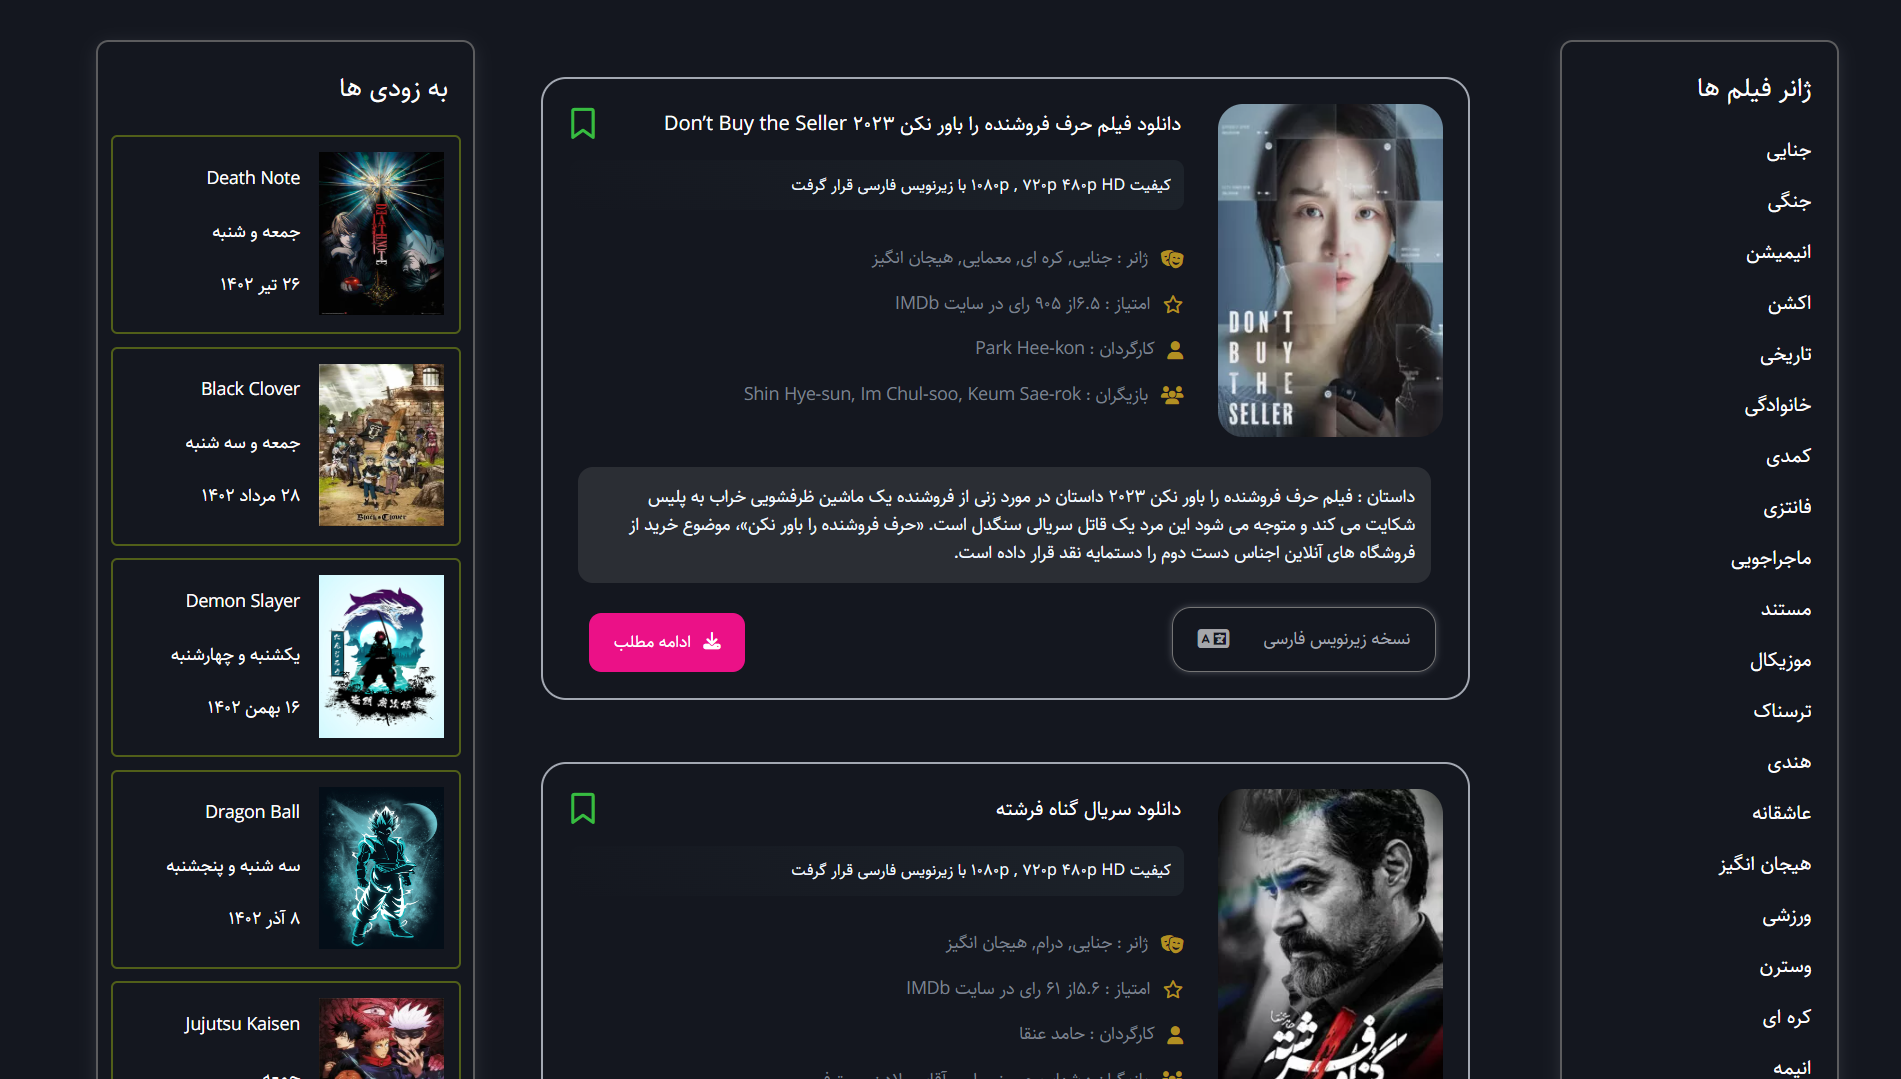 ژانر فیلم ها
جنایی
جنگی
انیمیشن
اکشن
تاریخی
خانوادگی
کمدی
فانتزی
ماجراجویی
مستند
موزیکال
ترسناک
هندی
عاشقانه
هیجان انگیز
ورزشی
وسترن
کره ای
انیمه
دانلود فیلم حرف فروشنده را باور نکن ۲۰۲۳ Don’t Buy the Seller
کیفیت ۱۰۸۰p , ۷۲۰p ۴۸۰p HD با زیرنویس فارسی قرار گرفت
ژانر : جنایی, کره ای, معمایی, هیجان انگیز
امتیاز : ۶.۵از ۹۰۵ رای در سایت IMDb
کارگردان : Park Hee-kon
بازیگران : Shin Hye-sun, Im Chul-soo, Keum Sae-rok
DON'T
BUY
THE
SELLER
داستان : فیلم حرف فروشنده را باور نکن ۲۰۲۳ داستان در مورد زنی از فروشنده یک ماشین ظرفشویی خراب به پلیس
شکایت می کند و متوجه می شود این مرد یک قاتل سریالی سنگدل است. «حرف فروشنده را باور نکن»، موضوع خرید از
فروشگاه های آنلاین اجناس دست دوم را دستمایه نقد قرار داده است.
نسخه زیرنویس فارسی
ادامه مطلب
دانلود سریال گناه فرشته
کیفیت ۱۰۸۰p , ۷۲۰p ۴۸۰p HD با زیرنویس فارسی قرار گرفت
ژانر : جنایی, درام, هیجان انگیز
امتیاز : ۵.۶از ۶۱ رای در سایت IMDb
کارگردان : حامد عنقا
به زودی ها
Death Note
جمعه و شنبه
۲۶ تیر ۱۴۰۲
DEATH NOTE
Black Clover
جمعه و سه شنبه
۲۸ مرداد ۱۴۰۲
Black Clover
Demon Slayer
یکشنبه و چهارشنبه
۱۶ بهمن ۱۴۰۲
Dragon Ball
سه شنبه و پنجشنبه
۸ آذر ۱۴۰۲
Jujutsu Kaisen
جمعه